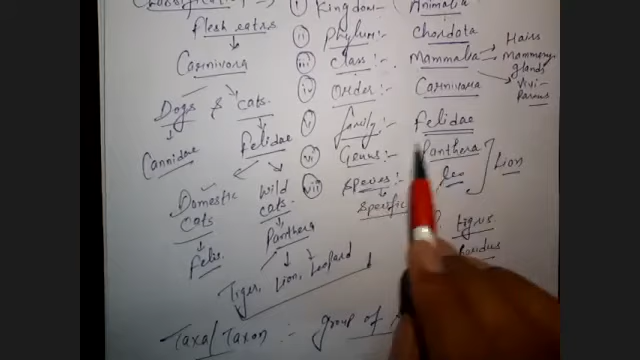 Classification
Flesh eaters
Carnivora
Dogs & Cats
Cannidae
Felidae
Domestic Cats
Wild Cats
Felis
Panthera
Tiger, Lion, Leopard
i Kingdom:- Animalia
ii Phylum:- Chordata
iii Class:- Mammalia
Hairs
Mammary glands
Vivi-Parous
iv Order:- Carnivora
v family:- Felidae
vi Genus:- Panthera
vii Species:- leo
Lion
Specific
tigris
Taxa/Taxon :- Group of